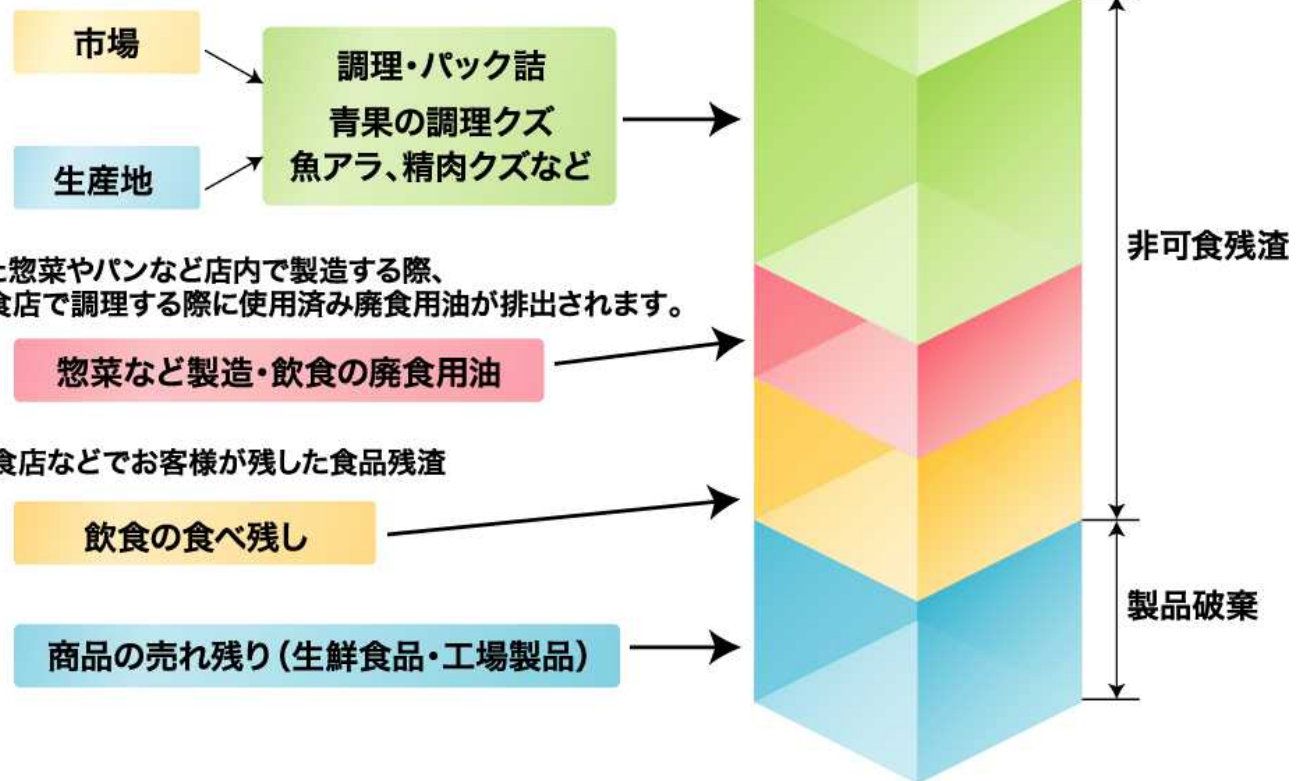 市場
調理・パック詰
青果の調理クズ
魚アラ、精肉クズなど
生産地
非可食残渣
惣菜やパンなど店内で製造する際、
食店で調理する際に使用済み廃食用油が排出されます。
惣菜など製造・飲食の廃食用油
食店などでお客様が残した食品残渣
飲食の食べ残し
製品破棄
商品の売れ残り(生鮮食品・工場製品)